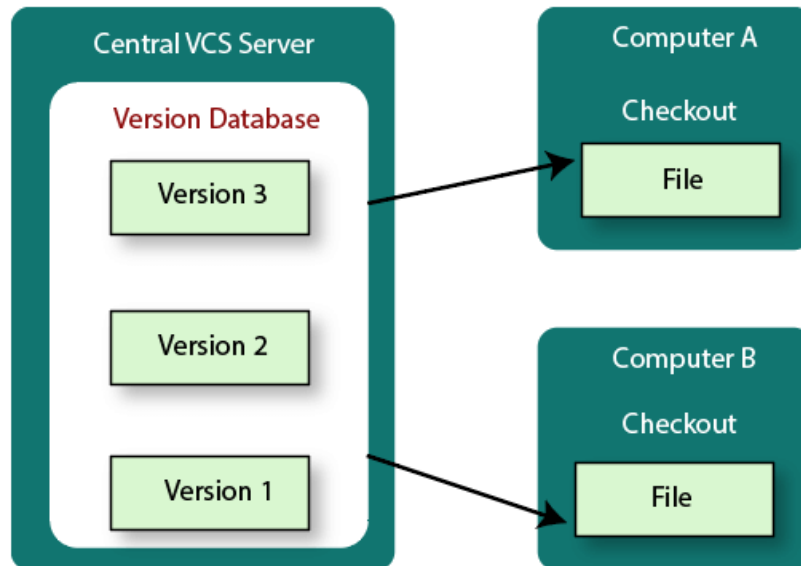 Central VCS Server
Version Database
Version 3
Version 2
Version 1
Computer A
Checkout
File
Computer B
Checkout
File